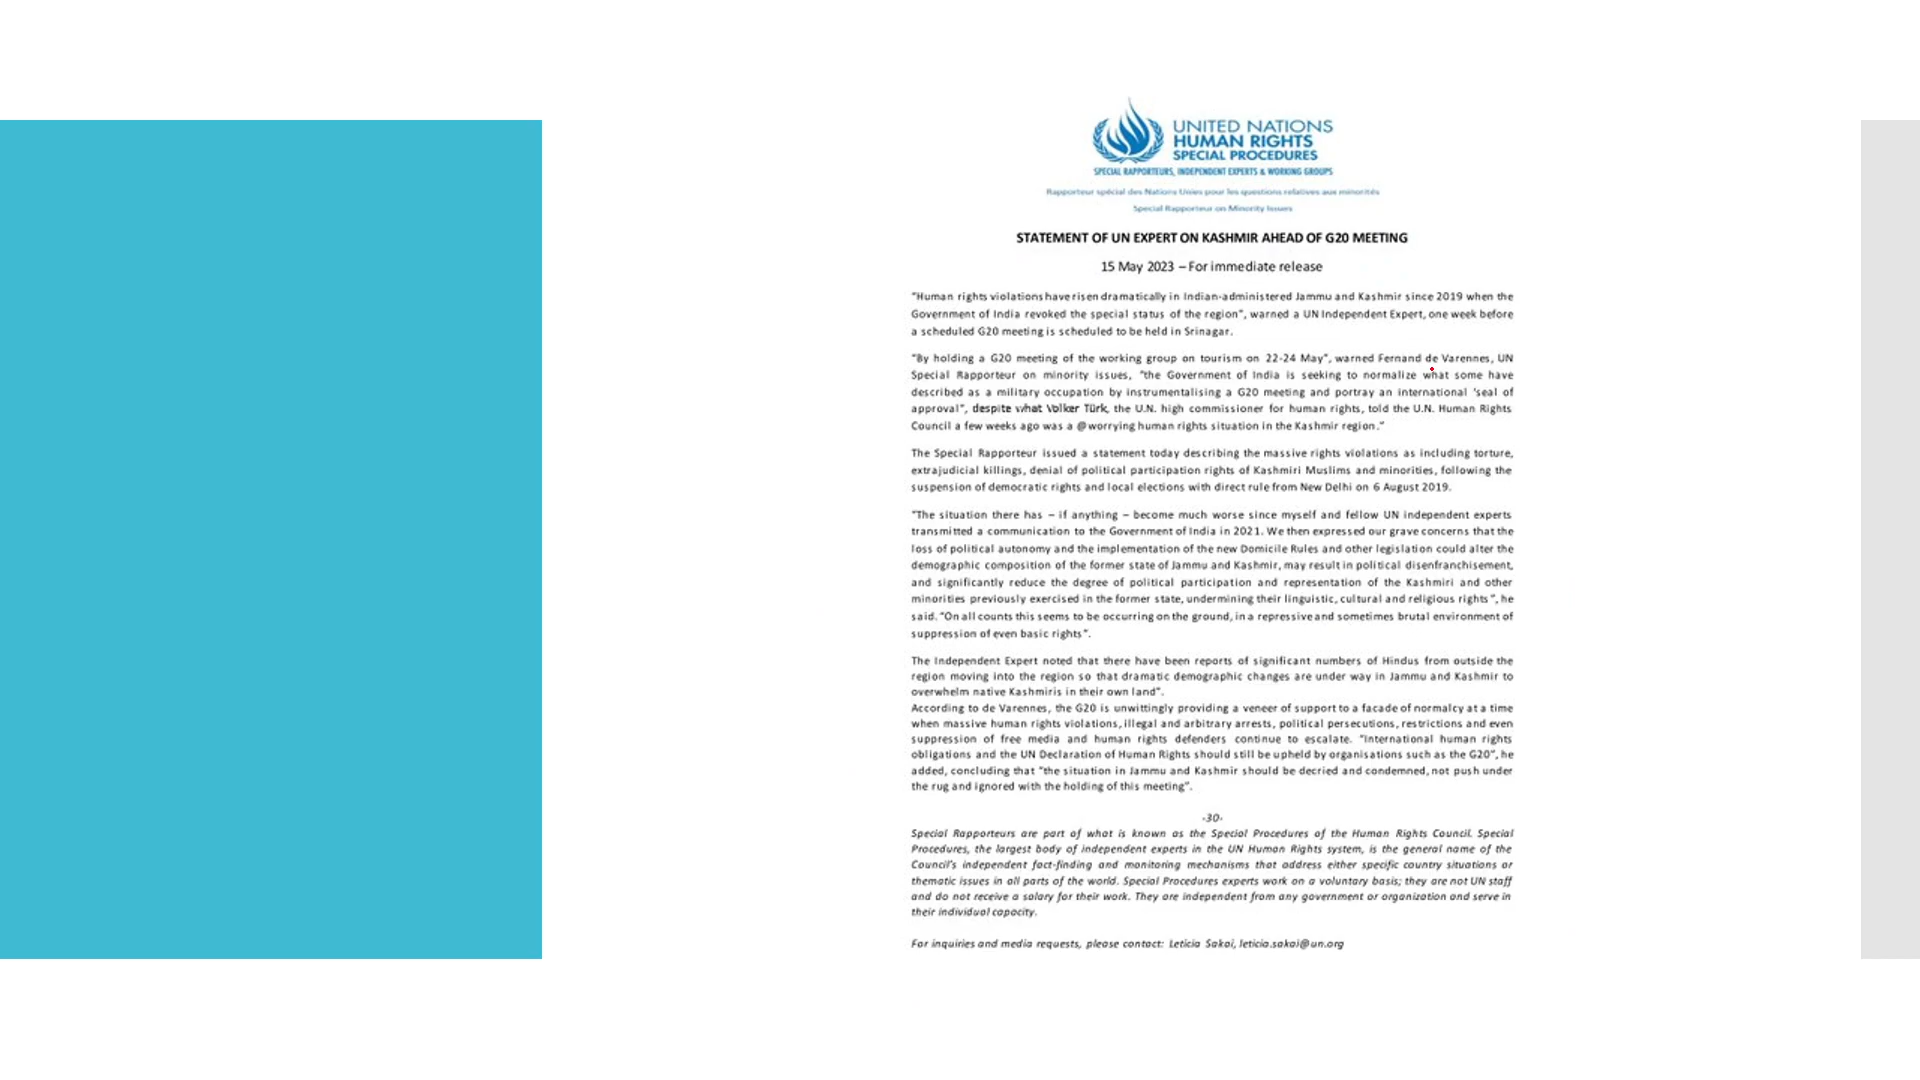 UNITED NATIONS
HUMAN RIGHTS
SPECIAL PROCEDURES
SPECIAL RAPPORTEURS, INDEPENDENT EXPERTS & WORKING GROUPS
Rapporteur spécial des Nations Unies pour les questions relatives aux minorités
Special Rapporteur on Minority Issues
STATEMENT OF UN EXPERT ON KASHMIR AHEAD OF G20 MEETING
15 May 2023 – For immediate release
“Human rights violations have risen dramatically in Indian-administered Jammu and Kashmir since 2019 when the
Government of India revoked the special status of the region”, warned a UN Independent Expert, one week before
a scheduled G20 meeting is scheduled to be held in Srinagar.
“By holding a G20 meeting of the working group on tourism on 22-24 May”, warned Fernand de Varennes, UN
Special Rapporteur on minority issues, “the Government of India is seeking to normalize what some have
described as a military occupation by instrumentalising a G20 meeting and portray an international ‘seal of
approval”, despite what Volker Türk, the U.N. high commissioner for human rights, told the U.N. Human Rights
Council a few weeks ago was a @worrying human rights situation in the Kashmir region.”
The Special Rapporteur issued a statement today describing the massive rights violations as including torture,
extrajudicial killings, denial of political participation rights of Kashmiri Muslims and minorities, following the
suspension of democratic rights and local elections with direct rule from New Delhi on 6 August 2019.
“The situation there has – if anything – become much worse since myself and fellow UN independent experts
transmitted a communication to the Government of India in 2021. We then expressed our grave concerns that the
loss of political autonomy and the implementation of the new Domicile Rules and other legislation could alter the
demographic composition of the former state of Jammu and Kashmir, may result in political disenfranchisement,
and significantly reduce the degree of political participation and representation of the Kashmiri and other
minorities previously exercised in the former state, undermining their linguistic, cultural and religious rights”, he
said. “On all counts this seems to be occurring on the ground, in a repressive and sometimes brutal environment of
suppression of even basic rights”.
The Independent Expert noted that there have been reports of significant numbers of Hindus from outside the
region moving into the region so that dramatic demographic changes are under way in Jammu and Kashmir to
overwhelm native Kashmiris in their own land”.
According to de Varennes, the G20 is unwittingly providing a veneer of support to a facade of normalcy at a time
when massive human rights violations, illegal and arbitrary arrests, political persecutions, restrictions and even
suppression of free media and human rights defenders continue to escalate. “International human rights
obligations and the UN Declaration of Human Rights should still be upheld by organisations such as the G20”, he
added, concluding that “the situation in Jammu and Kashmir should be decried and condemned, not push under
the rug and ignored with the holding of this meeting”.
-30-
Special Rapporteurs are part of what is known as the Special Procedures of the Human Rights Council. Special
Procedures, the largest body of independent experts in the UN Human Rights system, is the general name of the
Council’s independent fact-finding and monitoring mechanisms that address either specific country situations or
thematic issues in all parts of the world. Special Procedures experts work on a voluntary basis; they are not UN staff
and do not receive a salary for their work. They are independent from any government or organization and serve in
their individual capacity.
For inquiries and media requests, please contact: Leticia Sakai, leticia.sakai@un.org